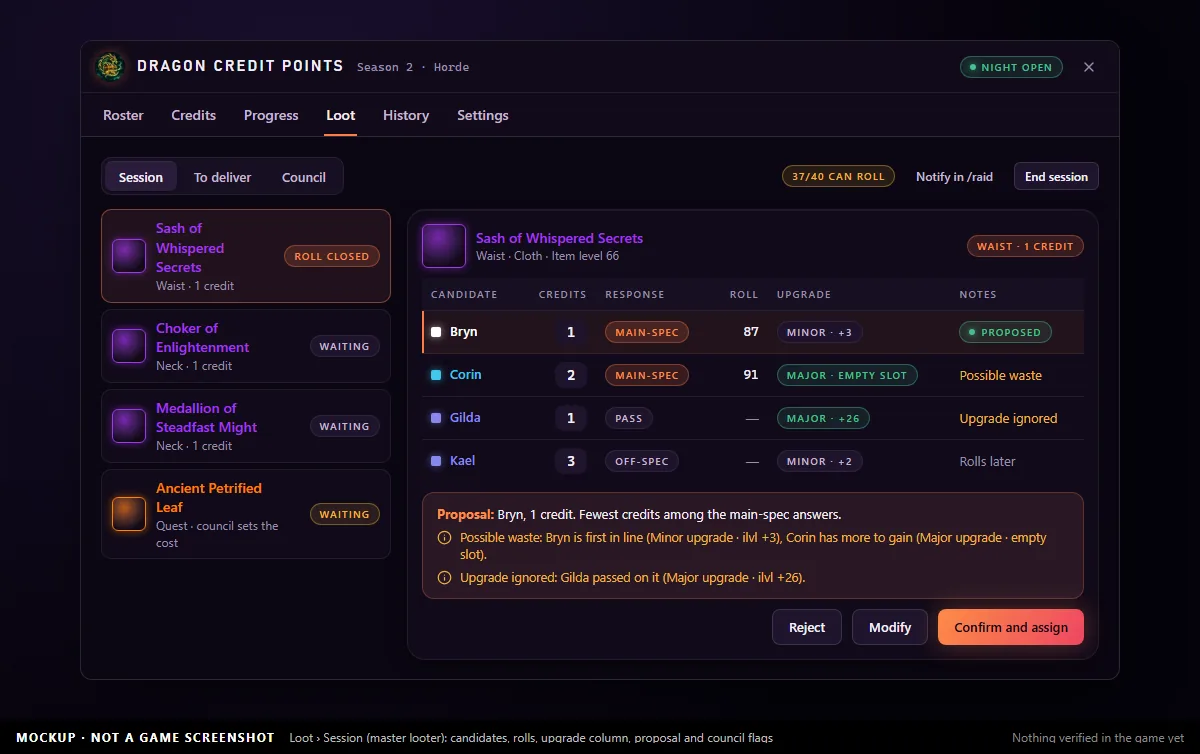 DRAGON CREDIT POINTS Season 2 · Horde
NIGHT OPEN
Roster Credits Progress Loot History Settings
Session To deliver Council
37/40 CAN ROLL Notify in /raid End session
Sash of
Whispered
Secrets
Waist · 1 credit
ROLL CLOSED
Choker of
Enlightenment
Neck · 1 credit
WAITING
Medallion of
Steadfast Might
Neck · 1 credit
WAITING
Ancient Petrified
Leaf
Quest · council sets the
cost
WAITING
Sash of Whispered Secrets
Waist · Cloth · Item level 66
WAIST · 1 CREDIT
CANDIDATE CREDITS RESPONSE ROLL UPGRADE NOTES
Bryn 1 MAIN-SPEC 87 MINOR · +3 PROPOSED
Corin 2 MAIN-SPEC 91 MAJOR · EMPTY SLOT Possible waste
Gilda 1 PASS — MAJOR · +26 Upgrade ignored
Kael 3 OFF-SPEC — MINOR · +2 Rolls later
Proposal: Bryn, 1 credit. Fewest credits among the main-spec answers.
Possible waste: Bryn is first in line (Minor upgrade · ilvl +3), Corin has more to gain (Major upgrade · empty
slot).
Upgrade ignored: Gilda passed on it (Major upgrade · ilvl +26).
Reject Modify Confirm and assign
MOCKUP · NOT A GAME SCREENSHOT Loot › Session (master looter): candidates, rolls, upgrade column, proposal and council flags Nothing verified in the game yet